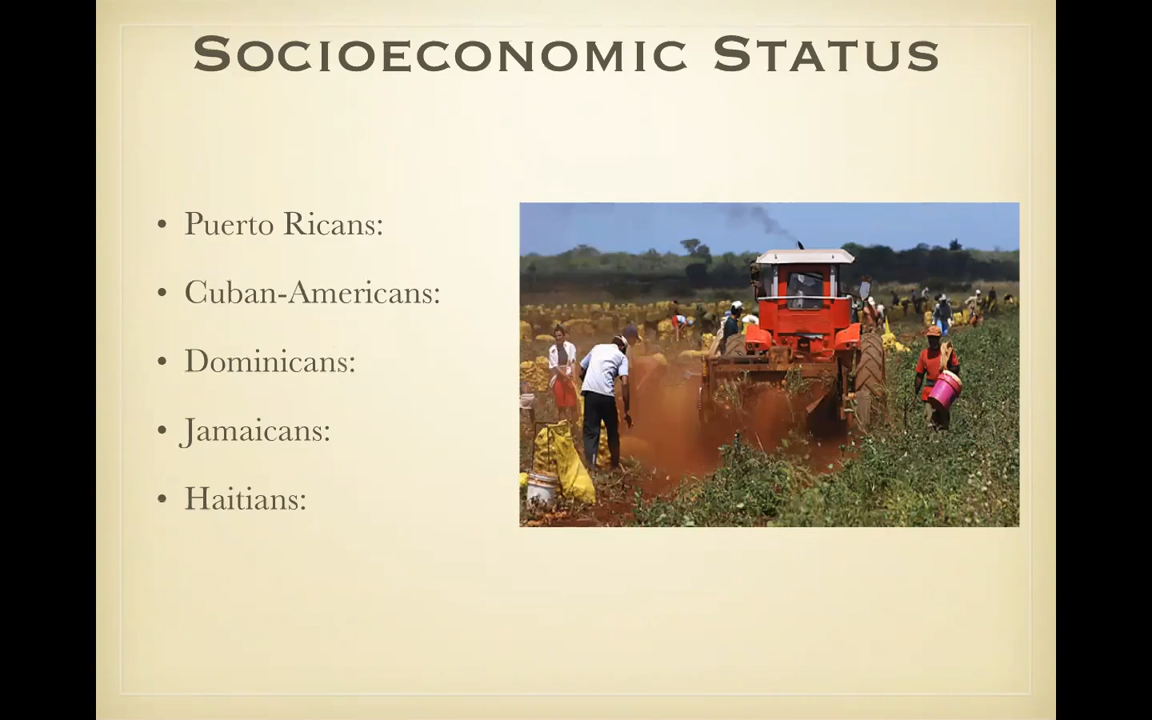 Socioeconomic Status
• Puerto Ricans:
• Cuban-Americans:
• Dominicans:
• Jamaicans:
• Haitians: